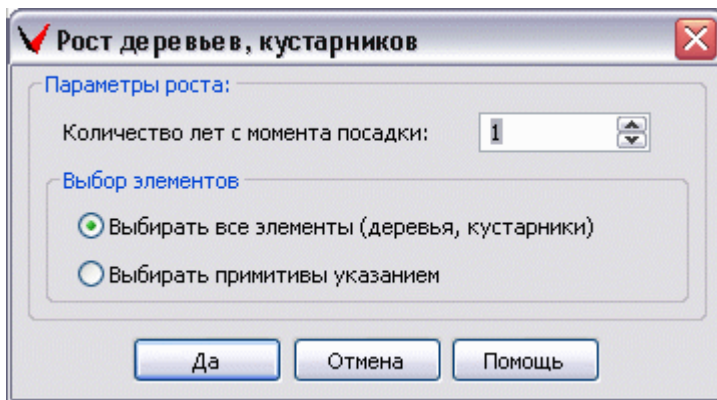 Рост деревьев, кустарников
Параметры роста:
Количество лет с момента посадки:
1
Выбор элементов
Выбирать все элементы (деревья, кустарники)
Выбирать примитивы указанием
Да
Отмена
Помощь